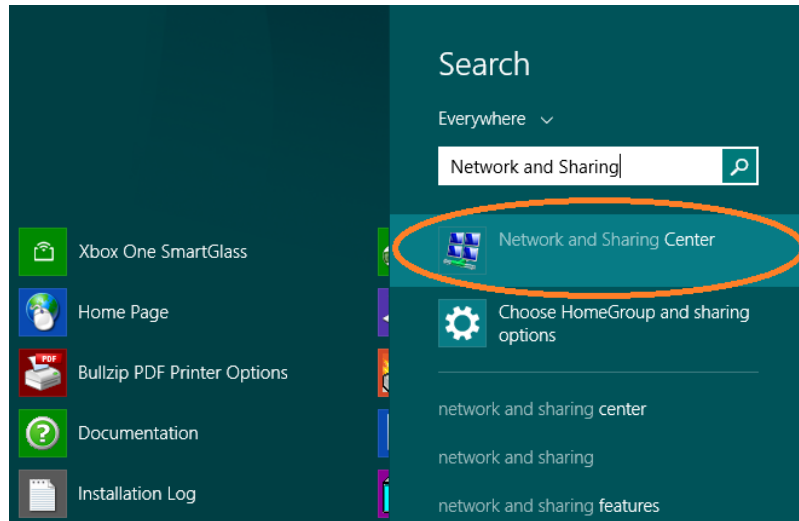 Search
Everywhere
Network and Sharing
Network and Sharing Center
Choose HomeGroup and sharing
options
network and sharing center
network and sharing
network and sharing features
Xbox One SmartGlass
Home Page
PDF
Bullzip PDF Printer Options
Documentation
Installation Log